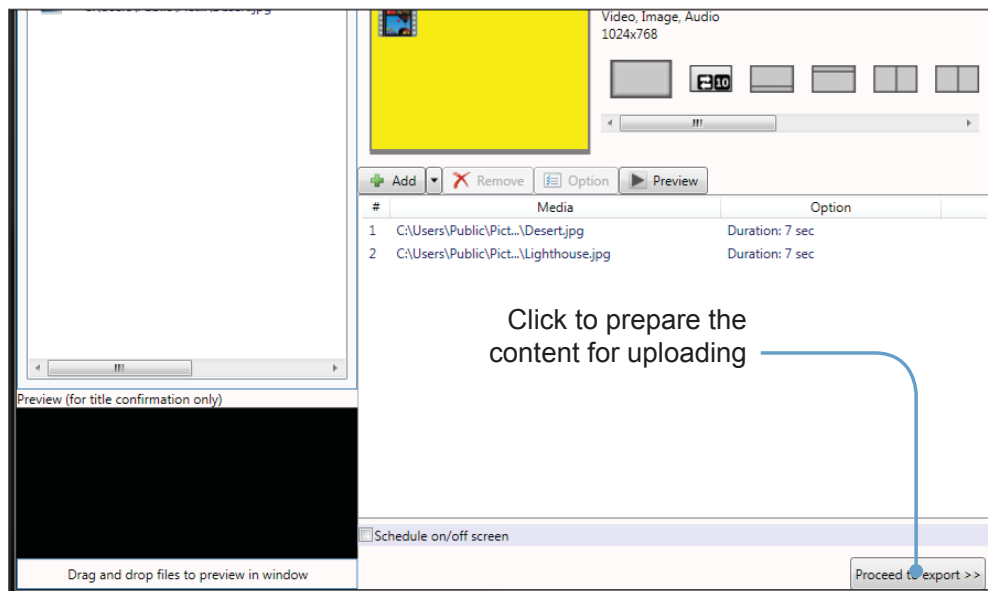 Video, Image, Audio
1024x768
10
Add
Remove
Option
Preview
# Media Option
1 C:\Users\Public\Pict...\Desert.jpg Duration: 7 sec
2 C:\Users\Public\Pict...\Lighthouse.jpg Duration: 7 sec
Click to prepare the
content for uploading
Preview (for title confirmation only)
Schedule on/off screen
Drag and drop files to preview in window
Proceed to export >>